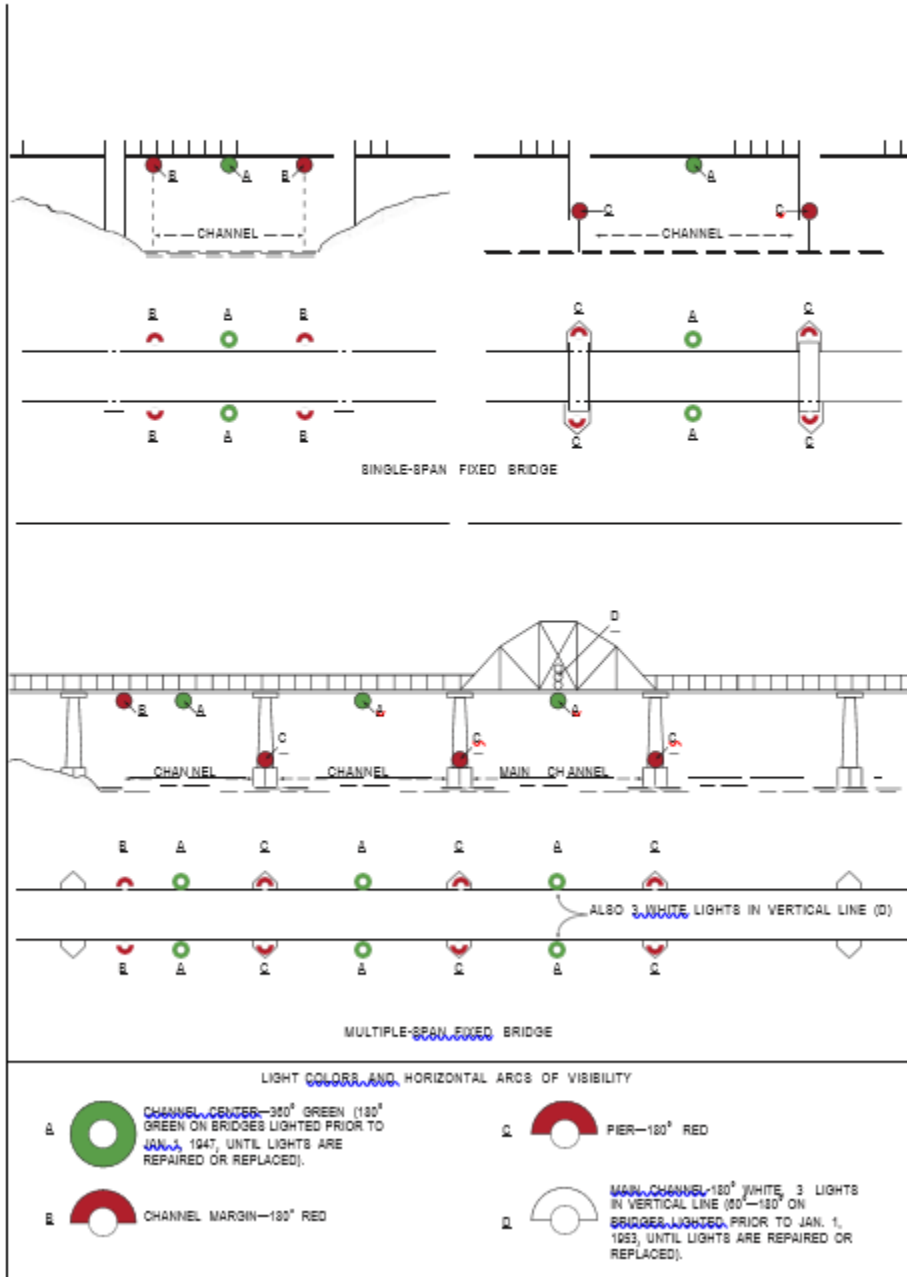 B A B
A
C C
CHANNEL
CHANNEL
B A B
C A C
B A B
C A C
SINGLE-SPAN FIXED BRIDGE
D
B A A A
C C C
CHANNEL CHANNEL MAIN CHANNEL
B A C A C A C
ALSO 3 WHITE LIGHTS IN VERTICAL LINE (D)
B A C A C A C
MULTIPLE-SPAN FIXED BRIDGE
LIGHT COLORS AND HORIZONTAL ARCS OF VISIBILITY
A
CHANNEL CENTER—360° GREEN (180°
GREEN ON BRIDGES LIGHTED PRIOR TO
JAN. 1, 1947, UNTIL LIGHTS ARE
REPAIRED OR REPLACED).
B
CHANNEL MARGIN—180° RED
C
PIER—180° RED
D
MAIN CHANNEL-180° WHITE, 3 LIGHTS
IN VERTICAL LINE (60°—180° ON
BRIDGES LIGHTED PRIOR TO JAN. 1,
1953, UNTIL LIGHTS ARE REPAIRED OR
REPLACED).